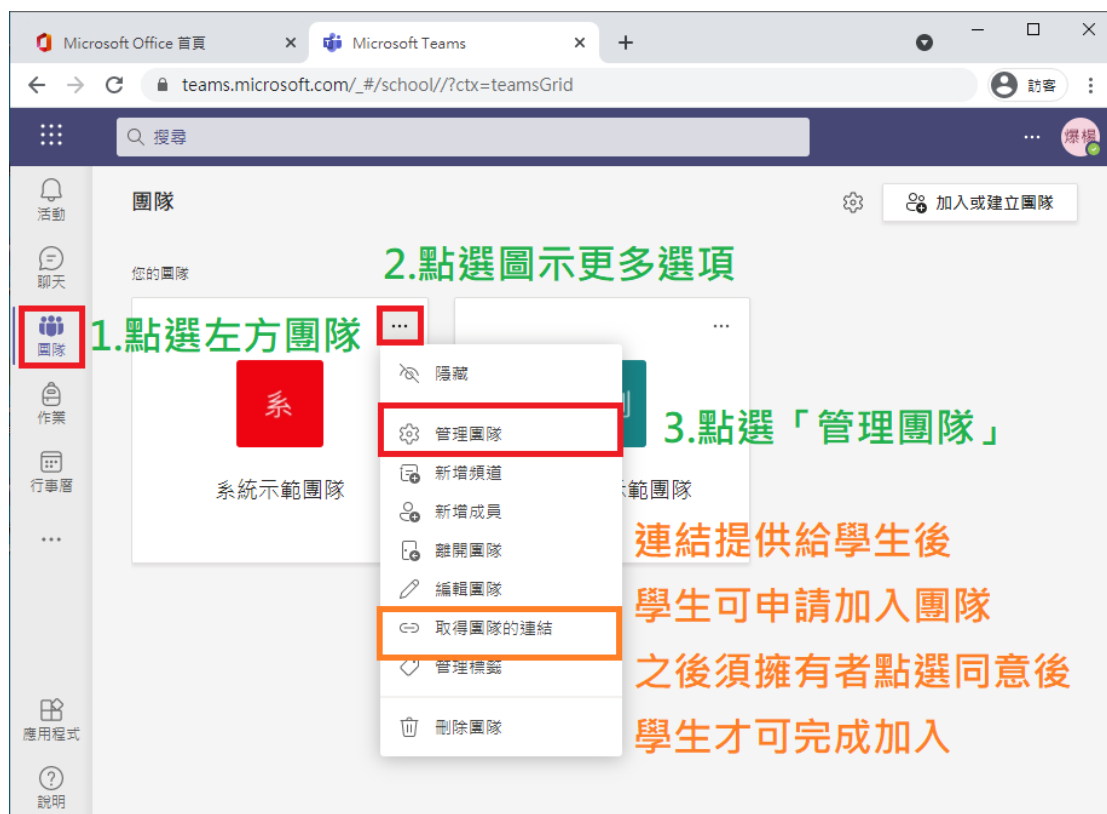 Microsoft Office 首頁
Microsoft Teams
teams.microsoft.com/_#/school//?ctx=teamsGrid
訪客
搜尋
爆楊
活動
聊天
團隊
作業
行事曆
應用程式
說明
團隊
加入或建立團隊
您的團隊
2.點選圖示更多選項
1.點選左方團隊
系
系統示範團隊
隱藏
管理團隊
新增頻道
新增成員
離開團隊
編輯團隊
取得團隊的連結
管理標籤
刪除團隊
範團隊
3.點選「管理團隊」
連結提供給學生後
學生可申請加入團隊
之後須擁有者點選同意後
學生才可完成加入